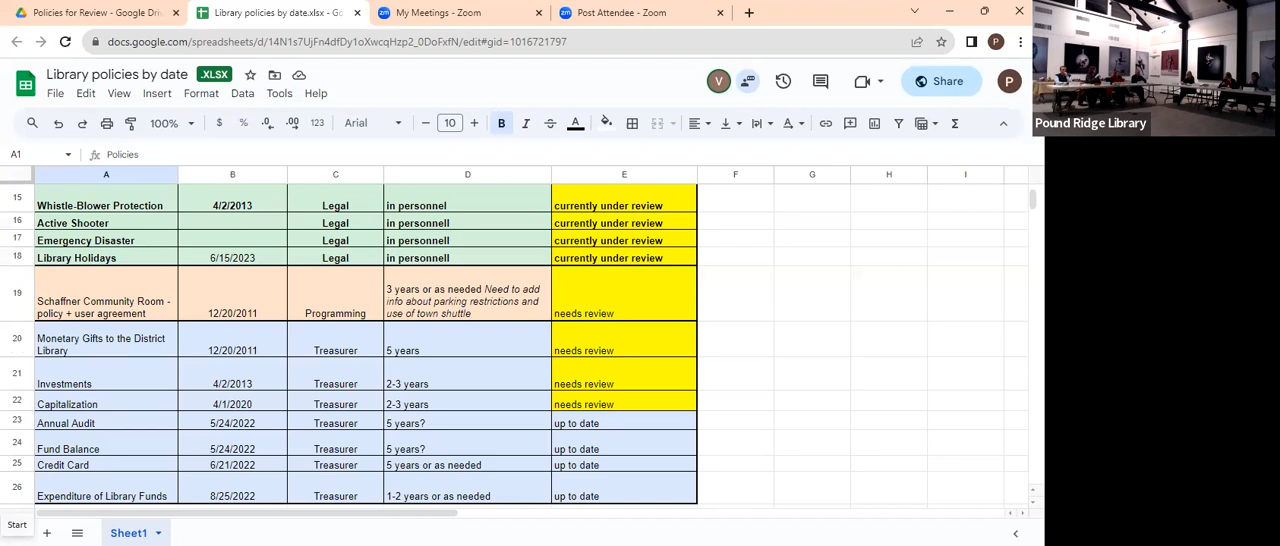 Policies for Review - Google Dri
Library policies by date.xlsx - Go
My Meetings - Zoom
Post Attendee - Zoom
docs.google.com/spreadsheets/d/14N1s7UjFn4dfDy1oXwcqHzp2_0DoFxfN/edit#gid=1016721797
P
Library policies by date .XLSX
File Edit View Insert Format Data Tools Help
V
Share
P
100% $ % .0 .00 123 Arial 10 B I A
A1 fx Policies
A B C D E F G H I
15 Whistle-Blower Protection 4/2/2013 Legal in personnel currently under review
16 Active Shooter Legal in personnell currently under review
17 Emergency Disaster Legal in personnell currently under review
18 Library Holidays 6/15/2023 Legal in personnell currently under review
19
3 years or as needed Need to add
info about parking restrictions and
use of town shuttle
Schaffner Community Room -
policy + user agreement
12/20/2011 Programming needs review
20 Monetary Gifts to the District
Library 12/20/2011 Treasurer 5 years needs review
21 Investments 4/2/2013 Treasurer 2-3 years needs review
22 Capitalization 4/1/2020 Treasurer 2-3 years needs review
23 Annual Audit 5/24/2022 Treasurer 5 years? up to date
24 Fund Balance 5/24/2022 Treasurer 5 years? up to date
25 Credit Card 6/21/2022 Treasurer 5 years or as needed up to date
26 Expenditure of Library Funds 8/25/2022 Treasurer 1-2 years or as needed up to date
Start
Sheet1
Pound Ridge Library